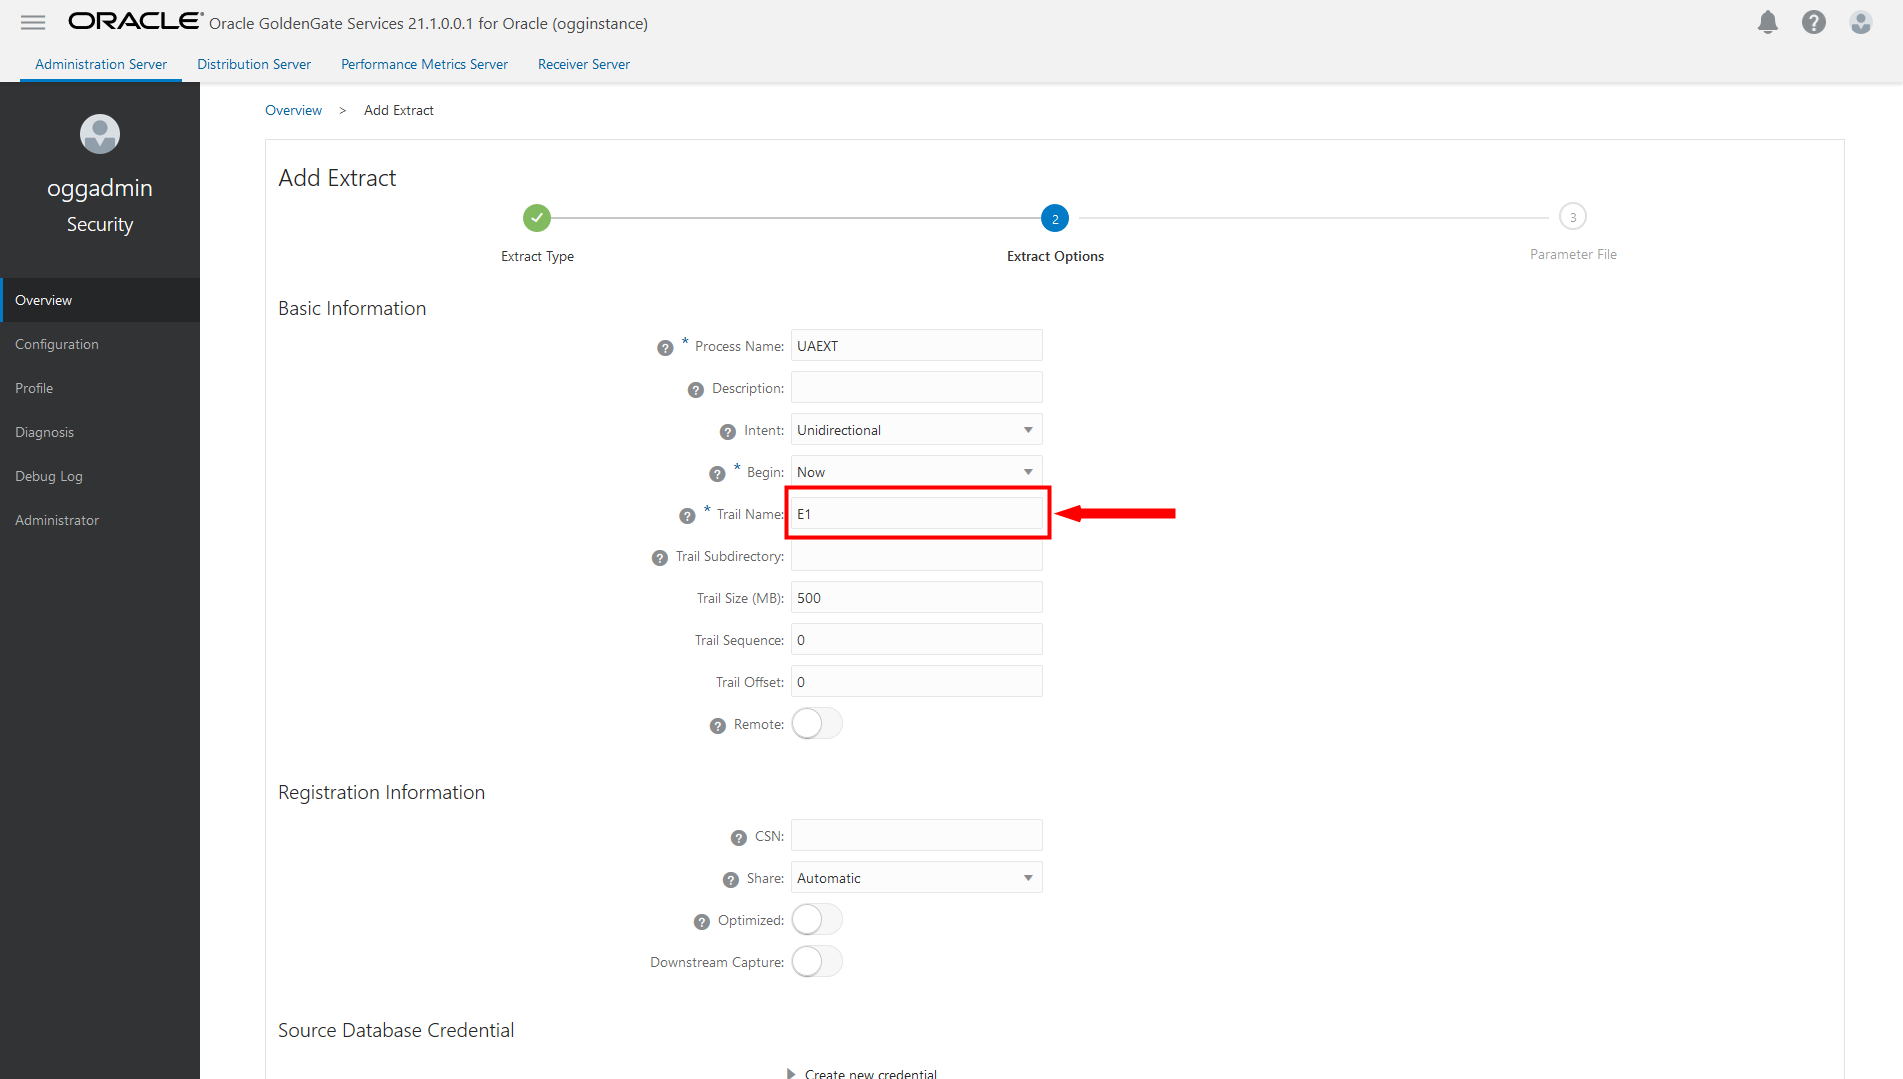 ORACLE Oracle GoldenGate Services 21.1.0.0.1 for Oracle (ogginstance)
Administration Server Distribution Server Performance Metrics Server Receiver Server
oggadmin
Security
Overview
Configuration
Profile
Diagnosis
Debug Log
Administrator
Overview > Add Extract
Add Extract
2
3
Extract Type
Extract Options
Parameter File
Basic Information
* Process Name: UAEXT
Description:
Intent: Unidirectional
* Begin: Now
* Trail Name: E1
Trail Subdirectory:
Trail Size (MB): 500
Trail Sequence: 0
Trail Offset: 0
Remote:
Registration Information
CSN:
Share: Automatic
Optimized:
Downstream Capture:
Source Database Credential
Create new credential